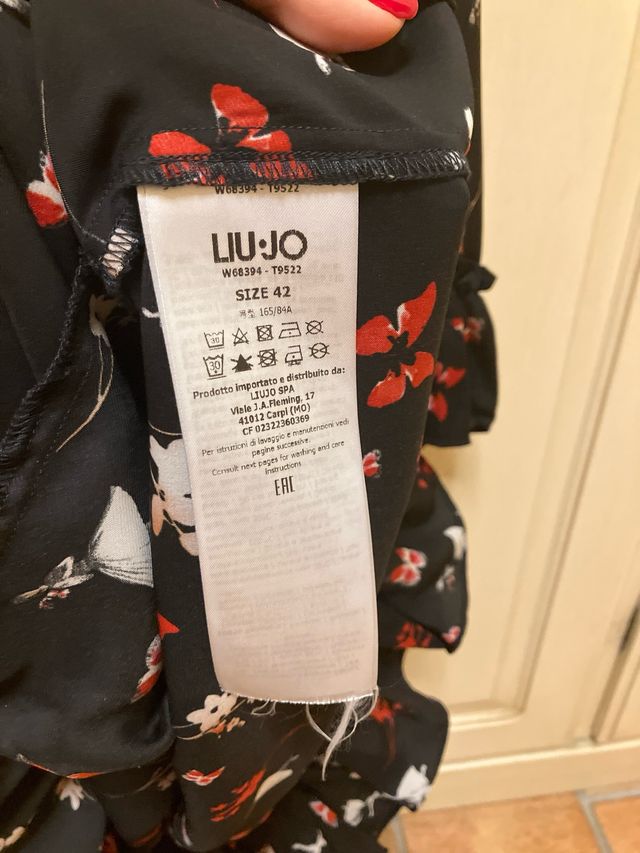 W68394 - T9522
LIU·JO
W68394 - T9522
SIZE 42
165/84A
30
30
Prodotto importato e distribuito da:
LIUJO SPA
Viale J.A.Fleming, 17
41012 Carpi (MO)
CF 02322360369
Per istruzioni di lavaggio e manutenzioni vedi
pagine successive.
Consult next pages for washing and care
instructions
EAC